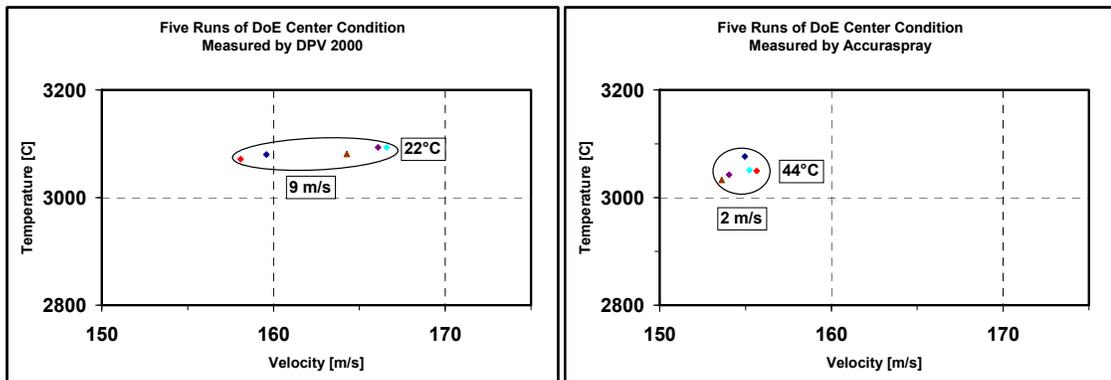 Five Runs of DoE Center Condition
Measured by DPV 2000
3200
3000
2800
Temperature [C]
22°C
9 m/s
150
160
170
Velocity [m/s]
Five Runs of DoE Center Condition
Measured by Accuraspray
3200
3000
2800
Temperature [C]
44°C
2 m/s
150
160
170
Velocity [m/s]